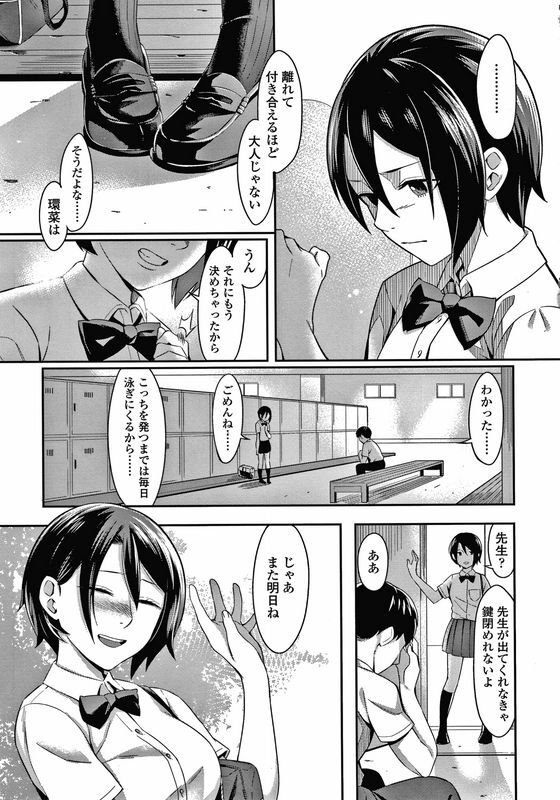 ………
離れて
付き合えるほど
大人じゃない
そうだよな……
環菜は
うん
それにもう
決めちゃったから
わかった……
ごめんね……
こっちを発つまでは毎日
泳ぎにくるから……
先生？
先生が出てくれなきゃ
鍵閉めれないよ
ああ
じゃあ
また明日ね